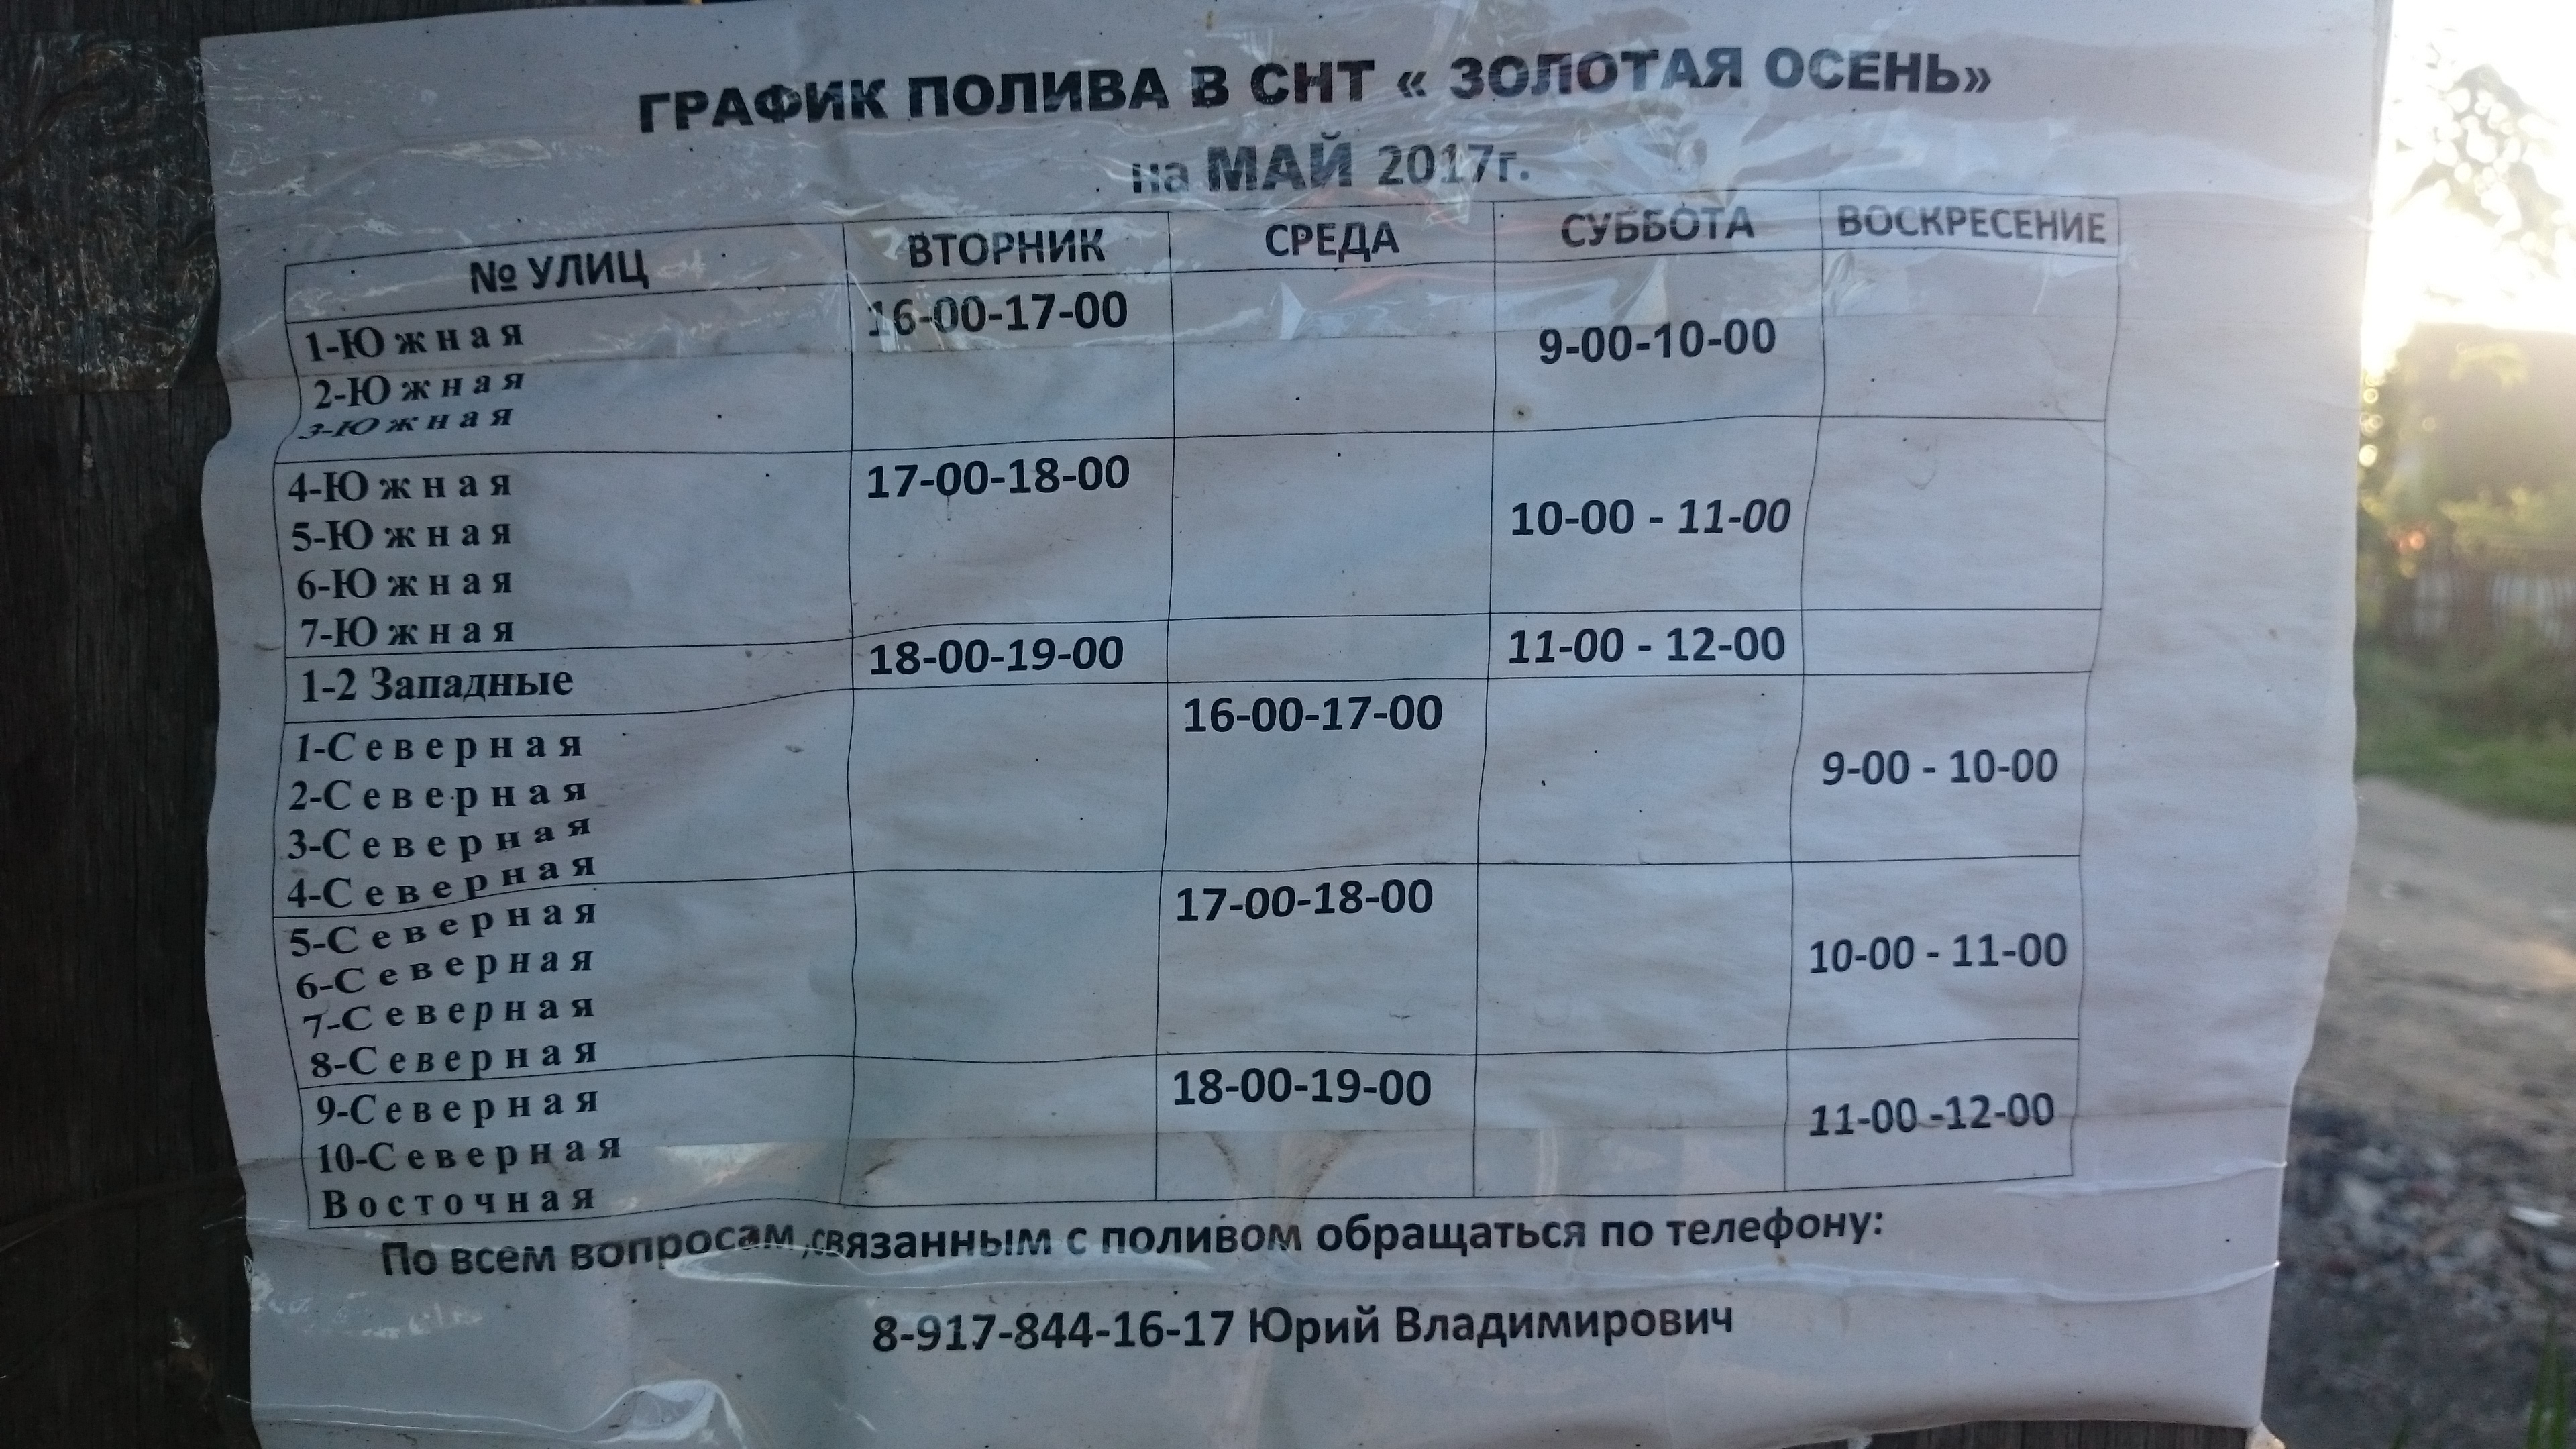 ГРАФИК ПОЛИВА В СНТ « ЗОЛОТАЯ ОСЕНЬ»
на МАЙ 2017г.
№ УЛИЦ ВТОРНИК СРЕДА СУББОТА ВОСКРЕСЕНИЕ
1-Южная 16-00-17-00 9-00-10-00
2-Южная
3-Южная
4-Южная 17-00-18-00 10-00 - 11-00
5-Южная
6-Южная
7-Южная
1-2 Западные 18-00-19-00 11-00 - 12-00
1-Северная 16-00-17-00 9-00 - 10-00
2-Северная
3-Северная
4-Северная
5-Северная 17-00-18-00 10-00 - 11-00
6-Северная
7-Северная
8-Северная
9-Северная 18-00-19-00 11-00 -12-00
10-Северная
Восточная
По всем вопросам ,связанным с поливом обращаться по телефону:
8-917-844-16-17 Юрий Владимирович